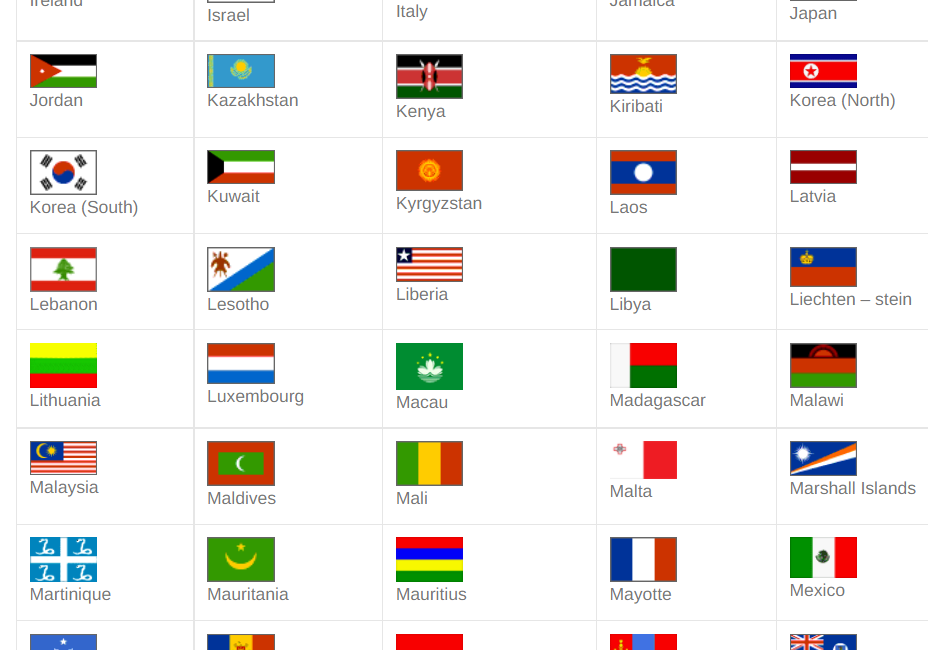 Ireland
Israel
Italy
Jamaica
Japan
Jordan
Kazakhstan
Kenya
Kiribati
Korea (North)
Korea (South)
Kuwait
Kyrgyzstan
Laos
Latvia
Lebanon
Lesotho
Liberia
Libya
Liechten – stein
Lithuania
Luxembourg
Macau
Madagascar
Malawi
Malaysia
Maldives
Mali
Malta
Marshall Islands
Martinique
Mauritania
Mauritius
Mayotte
Mexico